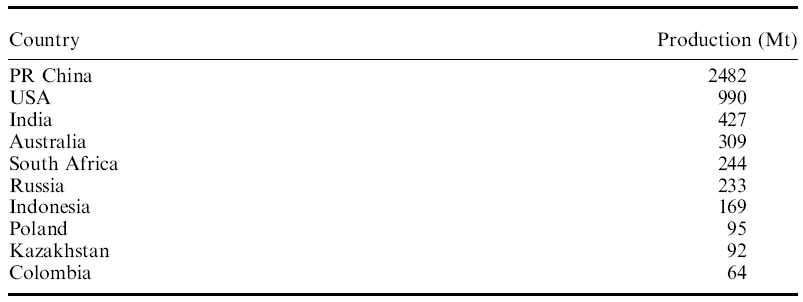 Country Production (Mt)
PR China 2482
USA 990
India 427
Australia 309
South Africa 244
Russia 233
Indonesia 169
Poland 95
Kazakhstan 92
Colombia 64